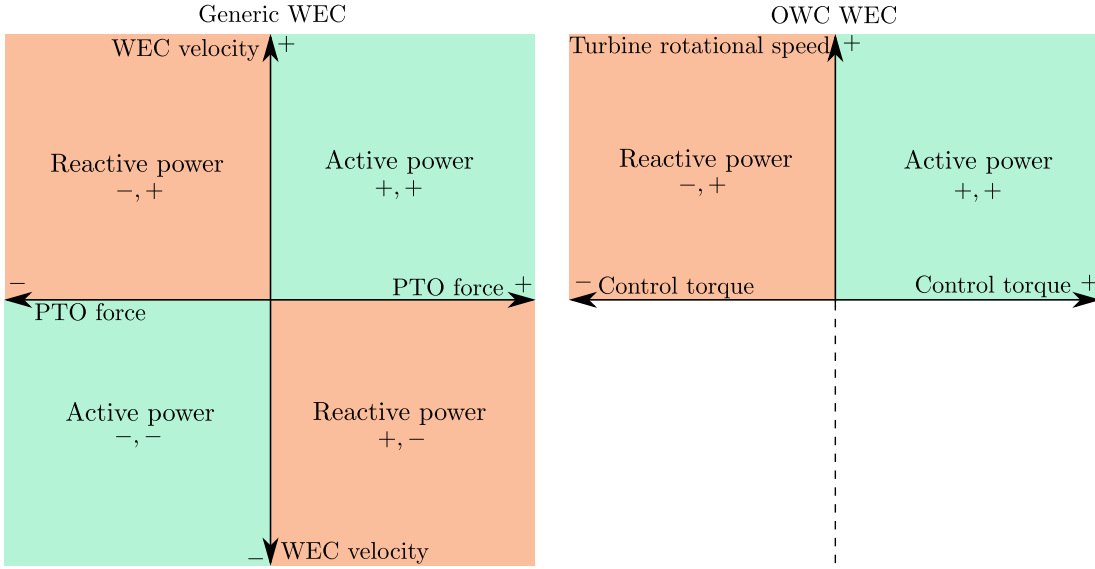 Generic WEC
WEC velocity +
Reactive power
−, +
Active power
+, +
−
PTO force +
PTO force
Active power
−, −
Reactive power
+, −
− WEC velocity
OWC WEC
Turbine rotational speed +
Reactive power
−, +
Active power
+, +
− Control torque
Control torque +